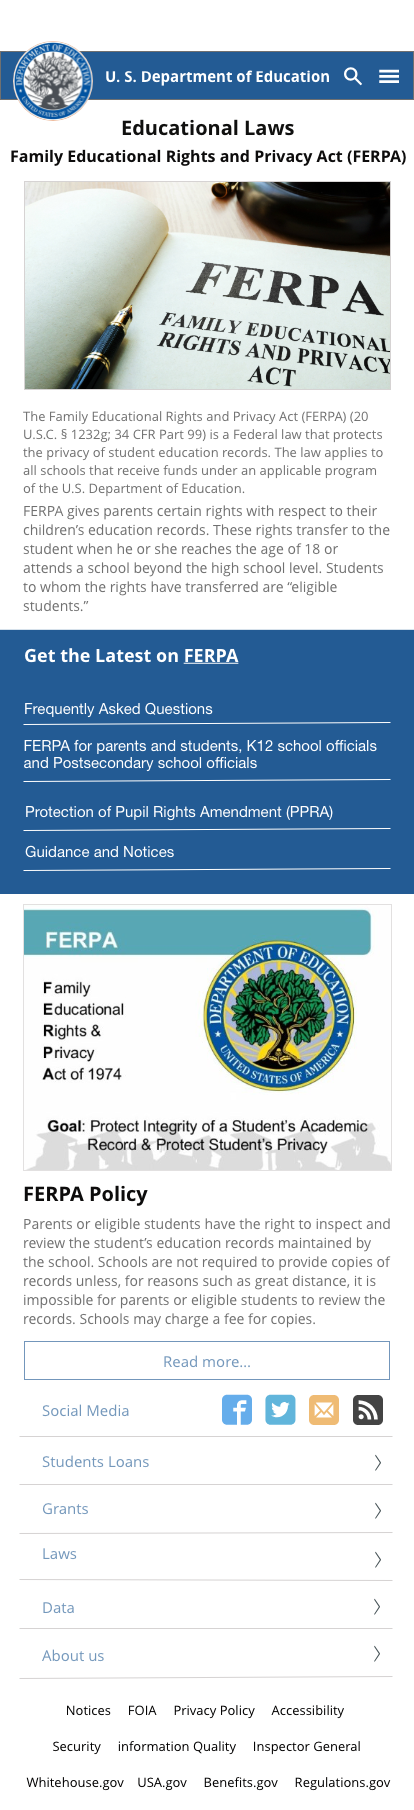 DEPARTMENT OF EDUCATION
UNITED STATES OF AMERICA
U. S. Department of Education
Educational Laws
Family Educational Rights and Privacy Act (FERPA)
FERPA
FAMILY EDUCATIONAL
RIGHTS AND PRIVACY
ACT
The Family Educational Rights and Privacy Act (FERPA) (20
U.S.C. § 1232g; 34 CFR Part 99) is a Federal law that protects
the privacy of student education records. The law applies to
all schools that receive funds under an applicable program
of the U.S. Department of Education.
FERPA gives parents certain rights with respect to their
children’s education records. These rights transfer to the
student when he or she reaches the age of 18 or
attends a school beyond the high school level. Students
to whom the rights have transferred are “eligible
students.”
Get the Latest on FERPA
Frequently Asked Questions
FERPA for parents and students, K12 school officials
and Postsecondary school officials
Protection of Pupil Rights Amendment (PPRA)
Guidance and Notices
FERPA
Family
Educational
Rights &
Privacy
Act of 1974
DEPARTMENT OF EDUCATION
UNITED STATES OF AMERICA
Goal: Protect Integrity of a Student’s Academic
Record & Protect Student’s Privacy
FERPA Policy
Parents or eligible students have the right to inspect and
review the student’s education records maintained by
the school. Schools are not required to provide copies of
records unless, for reasons such as great distance, it is
impossible for parents or eligible students to review the
records. Schools may charge a fee for copies.
Read more...
Social Media
Students Loans
Grants
Laws
Data
About us
Notices FOIA Privacy Policy Accessibility
Security information Quality Inspector General
Whitehouse.gov USA.gov Benefits.gov Regulations.gov